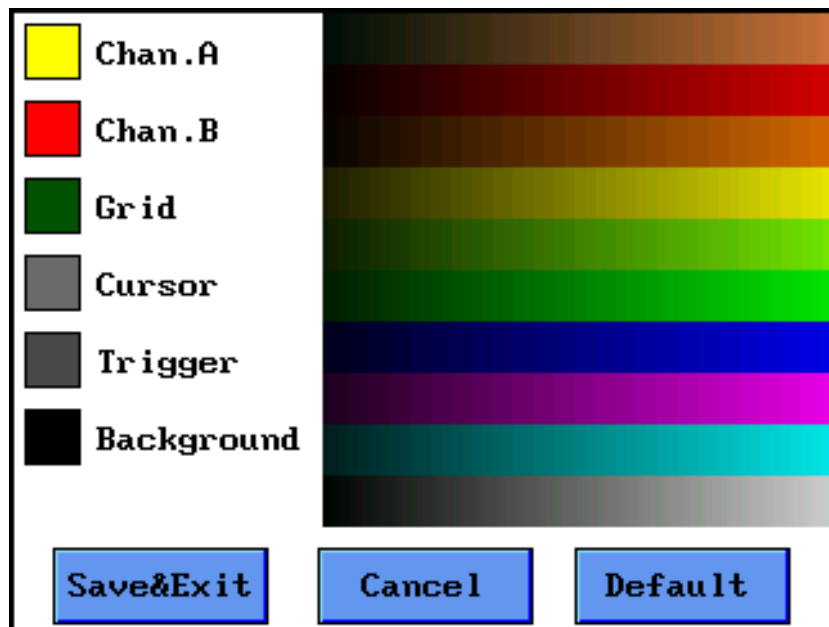 Chan.A
Chan.B
Grid
Cursor
Trigger
Background
Save&Exit
Cancel
Default